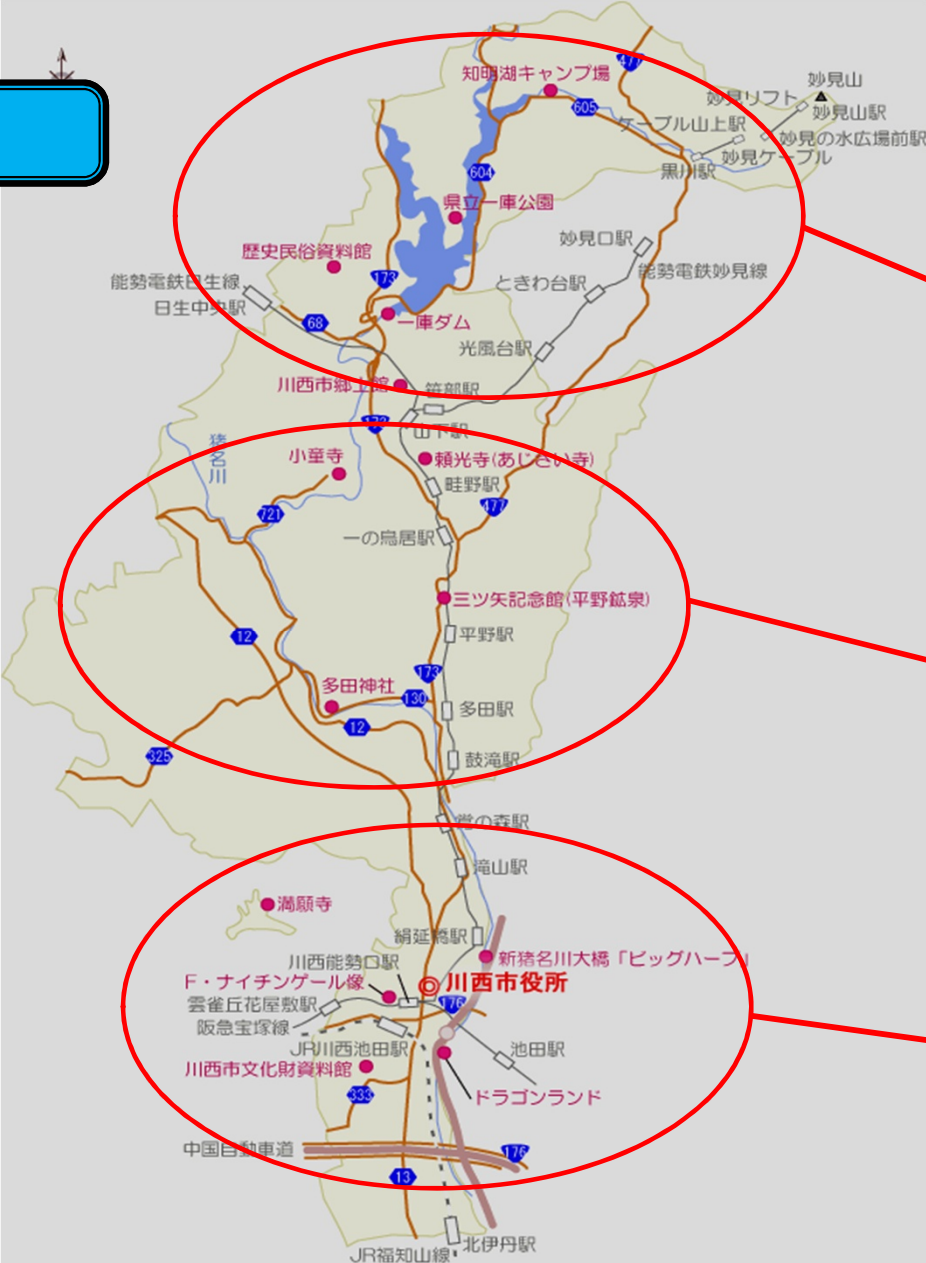 477
知明湖キャンプ場
妙見山
妙見リフト
605
妙見山駅
ケーブル山上駅
妙見の水広場前駅
妙見ケーブル
黒川駅
604
県立一庫公園
妙見口駅
歴史民俗資料館
能勢電鉄妙見線
173
能勢電鉄日生線
ときわ台駅
日生中央駅
68
一庫ダム
光風台駅
川西市郷土館
笹部駅
173
山下駅
猪名川
小童寺
頼光寺(あじさい寺)
畦野駅
477
721
一の鳥居駅
三ツ矢記念館(平野鉱泉)
12
平野駅
173
多田神社
130
多田駅
12
325
鼓滝駅
鶯の森駅
滝山駅
満願寺
絹延橋駅
新猪名川大橋「ビッグハープ」
川西能勢口駅
F・ナイチンゲール像
川西市役所
雲雀丘花屋敷駅
176
阪急宝塚線
JR川西池田駅
池田駅
川西市文化財資料館
333
ドラゴンランド
中国自動車道
176
13
北伊丹駅
JR福知山線